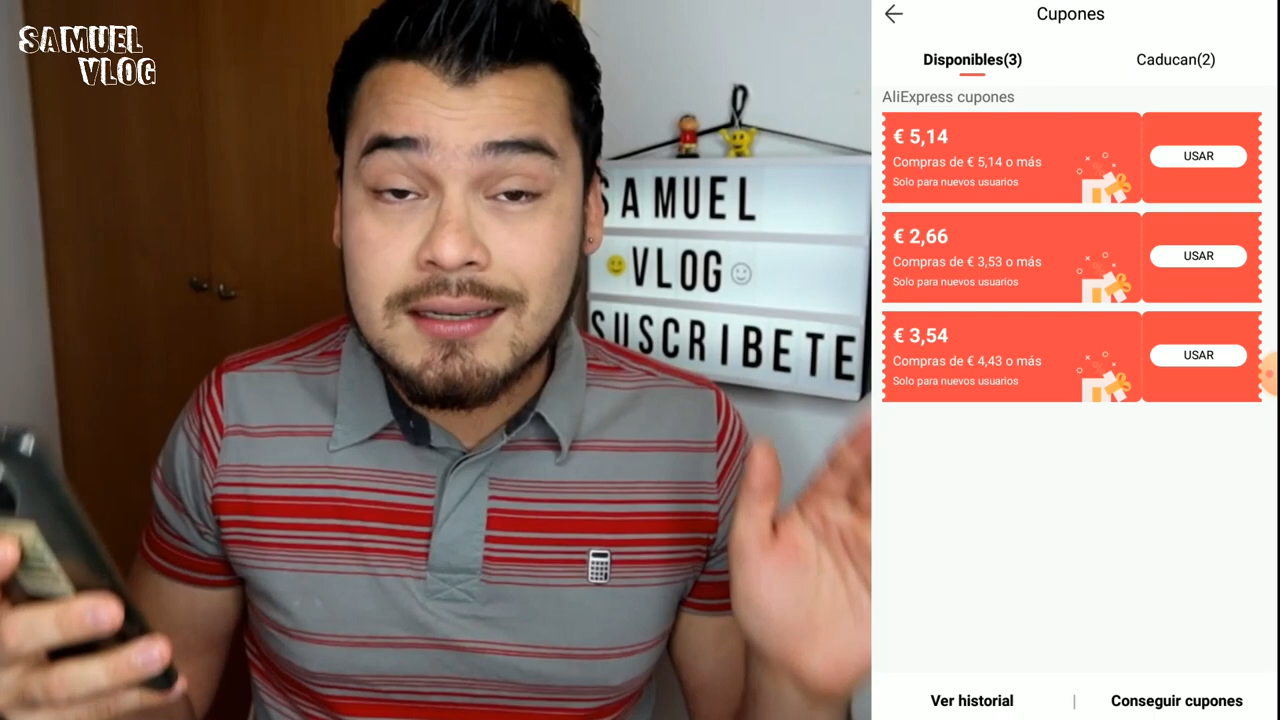 SAMUEL
VLOG
SAMUEL
VLOG
SUSCRIBETE
Cupones
Disponibles(3)
Caducan(2)
AliExpress cupones
€ 5,14
Compras de € 5,14 o más
Solo para nuevos usuarios
USAR
€ 2,66
Compras de € 3,53 o más
Solo para nuevos usuarios
USAR
€ 3,54
Compras de € 4,43 o más
Solo para nuevos usuarios
USAR
Ver historial
|
Conseguir cupones